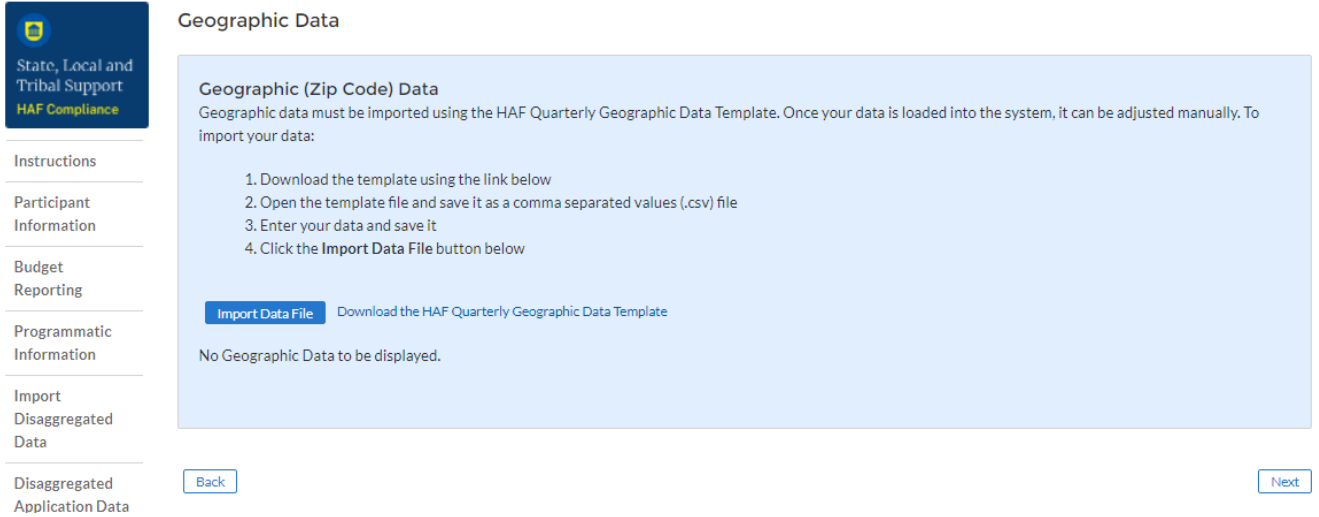 State, Local and
Tribal Support
HAF Compliance
Instructions
Participant
Information
Budget
Reporting
Programmatic
Information
Import
Disaggregated
Data
Disaggregated
Application Data
Geographic Data
Geographic (Zip Code) Data
Geographic data must be imported using the HAF Quarterly Geographic Data Template. Once your data is loaded into the system, it can be adjusted manually. To
import your data:
1. Download the template using the link below
2. Open the template file and save it as a comma separated values (.csv) file
3. Enter your data and save it
4. Click the Import Data File button below
Import Data File Download the HAF Quarterly Geographic Data Template
No Geographic Data to be displayed.
Back Next